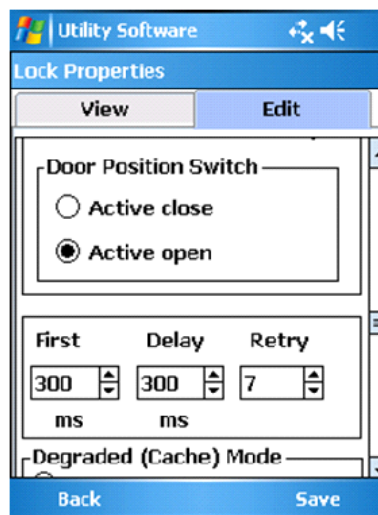 Utility Software
Lock Properties
View Edit
Door Position Switch
Active close
Active open
First Delay Retry
300 300 7
ms ms
Degraded (Cache) Mode
Back Save